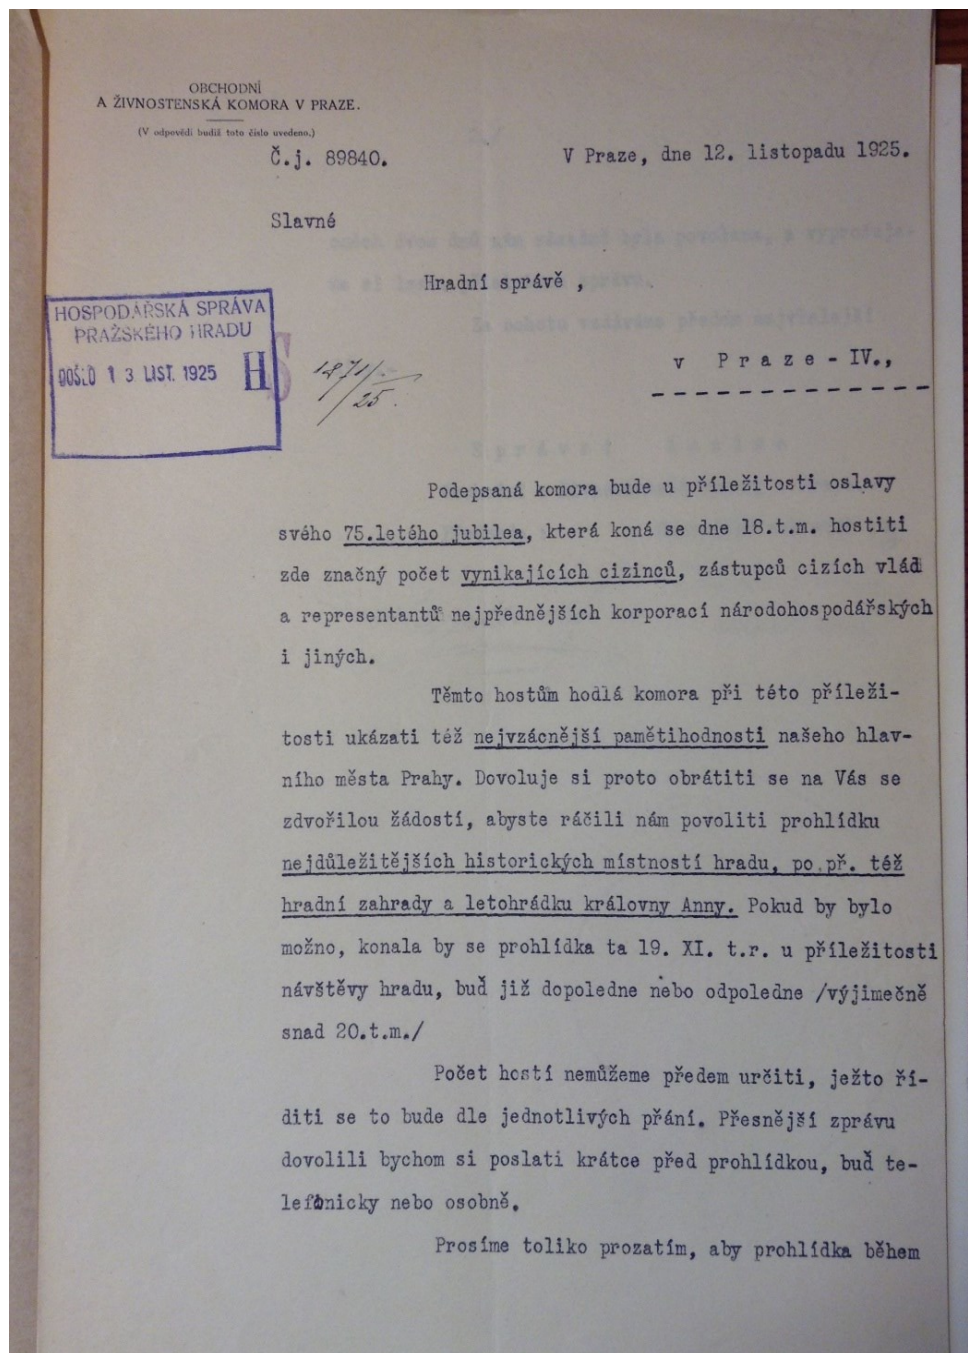 OBCHODNÍ
A ŽIVNOSTENSKÁ KOMORA V PRAZE.
(V odpovědi budiž toto číslo uvedeno.)
Č.j. 89840.
V Praze, dne 12. listopadu 1925.
Slavné
Hradní správě ,
HOSPODÁŘSKÁ SPRÁVA
PRAŽSKÉHO HRADU
DOŠLO 13 LIST. 1925 H
S
1871/25.
v Praze - IV.,
Podepsaná komora bude u příležitosti oslavy
svého 75.letého jubilea, která koná se dne 18.t.m. hostiti
zde značný počet vynikajících cizinců, zástupců cizích vlád
a representantů nejpřednějších korporací národohospodářských
i jiných.
Těmto hostům hodlá komora při této příleži-
tosti ukázati též nejvzácnější pamětihodnosti našeho hlav-
ního města Prahy. Dovoluje si proto obrátiti se na Vás se
zdvořilou žádostí, abyste ráčili nám povoliti prohlídku
nejdůležitějších historických místností hradu, po.př. též
hradní zahrady a letohrádku královny Anny. Pokud by bylo
možno, konala by se prohlídka ta 19. XI. t.r. u příležitosti
návštěvy hradu, buď již dopoledne nebo odpoledne /výjimečně
snad 20.t.m./
Počet hostí nemůžeme předem určiti, ježto ří-
diti se to bude dle jednotlivých přání. Přesnější zprávu
dovolili bychom si poslati krátce před prohlídkou, buď te-
lefonicky nebo osobně.
Prosíme toliko prozatím, aby prohlídka během